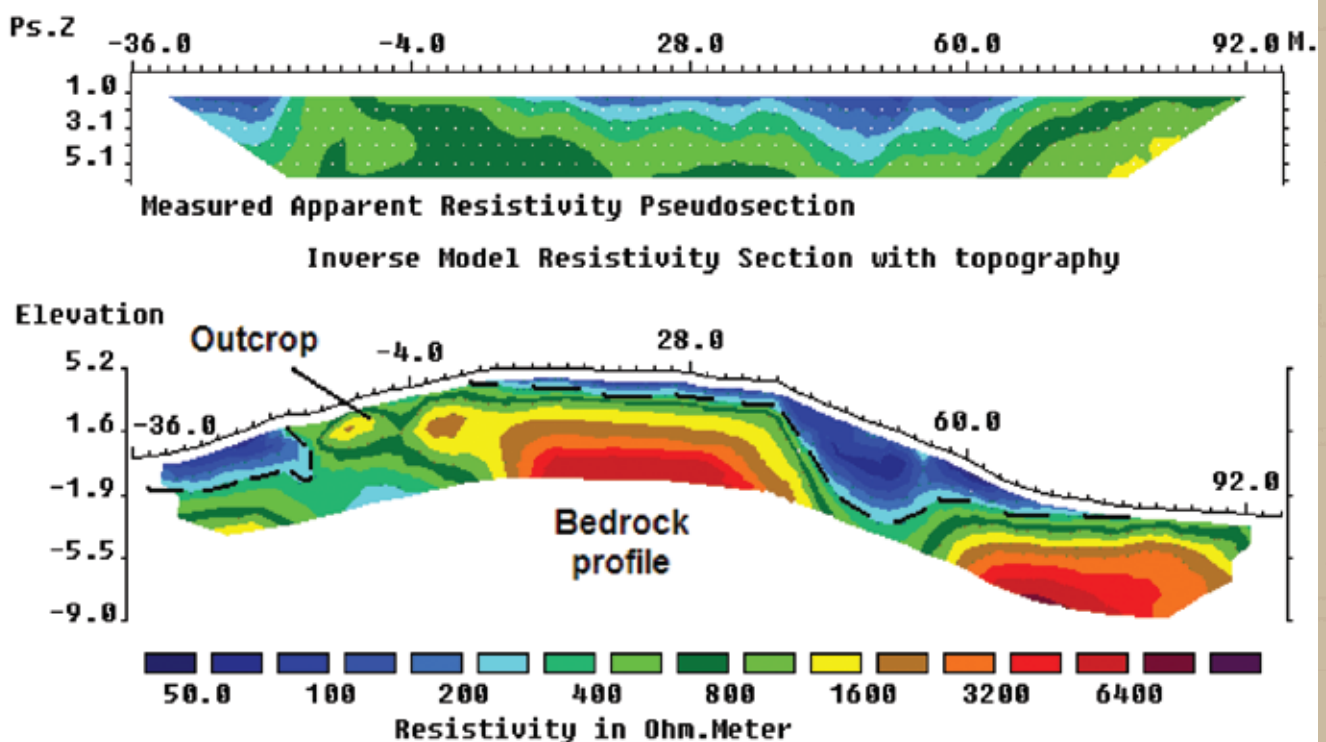 Ps.Z -36.0 -4.0 28.0 60.0 92.0 M.
1.0
3.1
5.1
Measured Apparent Resistivity Pseudosection
Inverse Model Resistivity Section with topography
Elevation
Outcrop
5.2 -4.0 28.0
1.6 -36.0 60.0
-1.9 92.0
Bedrock
profile
-5.5
-9.0
50.0 100 200 400 800 1600 3200 6400
Resistivity in Ohm.Meter